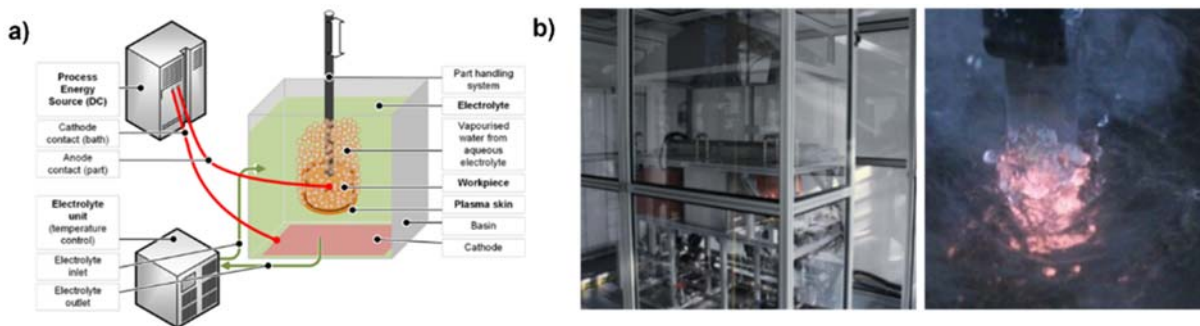 a)
Process
Energy
Source (DC)
Cathode
contact (bath)
Anode
contact (part)
Electrolyte
unit
(temperature
control)
Electrolyte
inlet
Electrolyte
outlet
Part handling
system
Electrolyte
Vapourised
water from
aqueous
electrolyte
Workpiece
Plasma skin
Basin
Cathode
b)